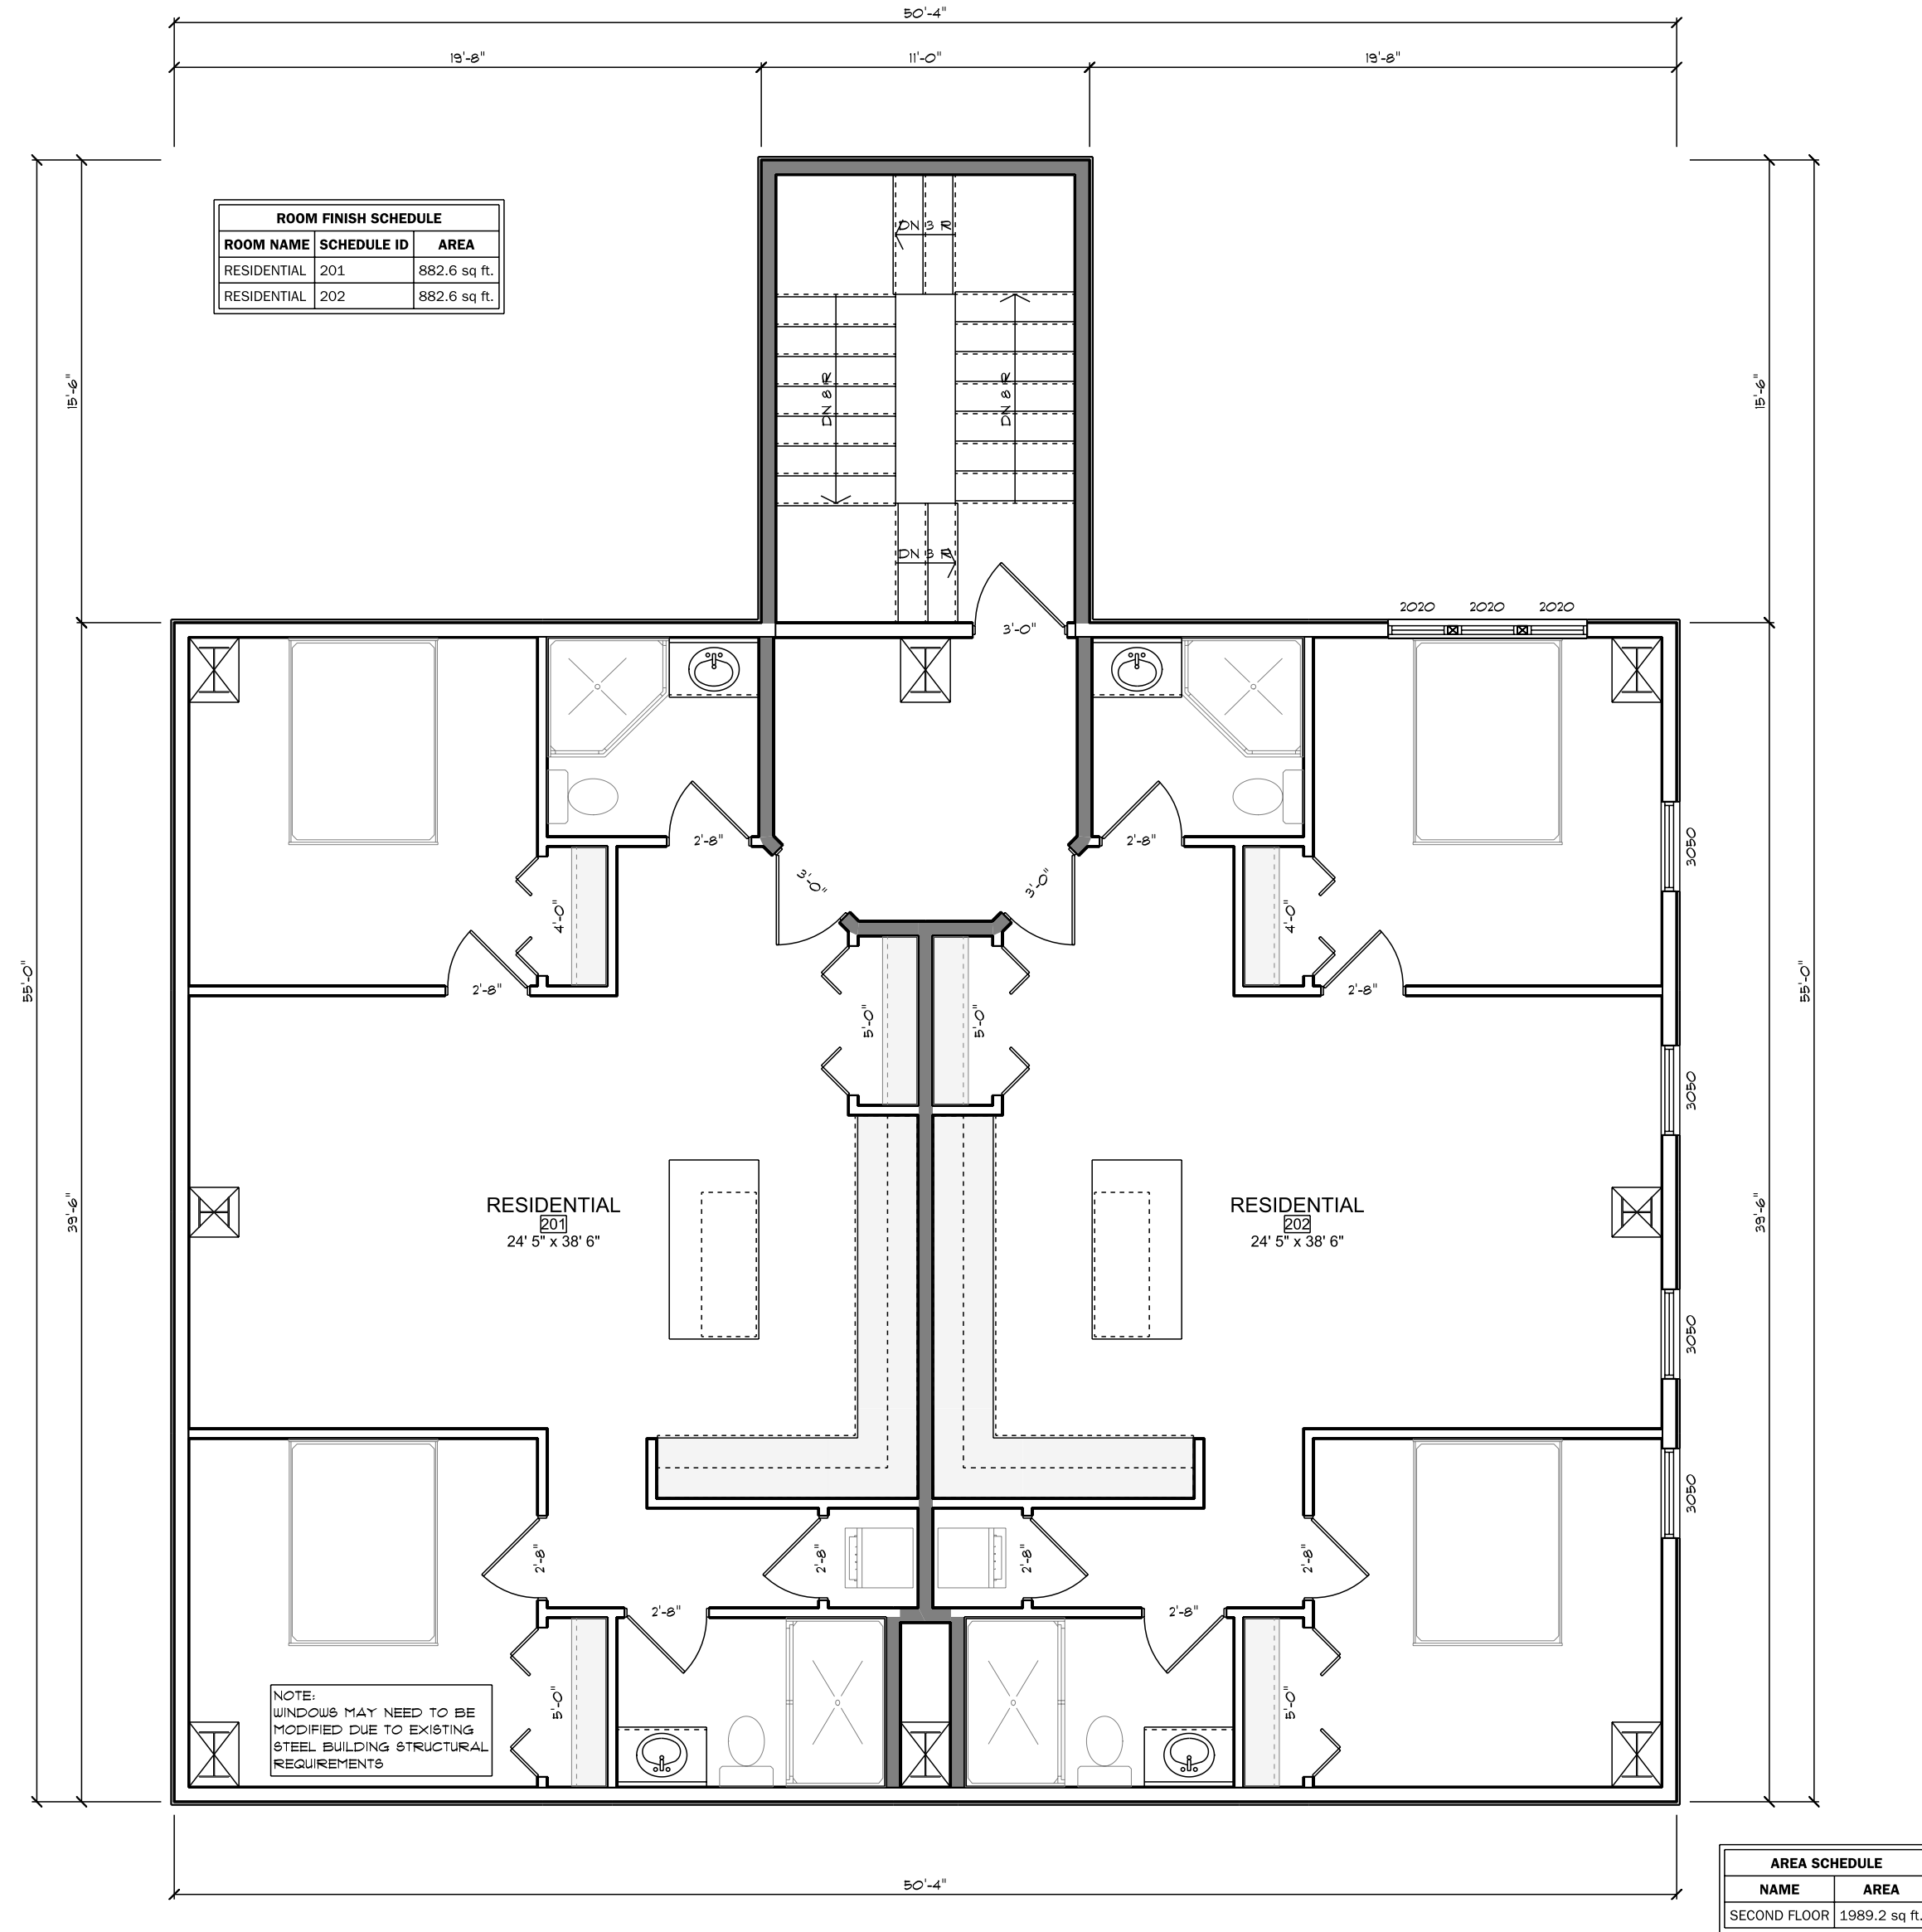 50'-4"
19'-8" 11'-0" 19'-8"
ROOM FINISH SCHEDULE
ROOM NAME SCHEDULE ID AREA
RESIDENTIAL 201 882.6 sq ft.
RESIDENTIAL 202 882.6 sq ft.
DN 3 R
15'-6"
DN 8 R
DN 8 R
15'-6"
DN 3 R
2020 2020 2020
3'-0"
2'-8"
2'-8"
3050
3'-0"
3'-0"
4'-0"
4'-0"
2'-8"
2'-8"
55'-0"
55'-0"
5'-0"
5'-0"
3050
39'-6"
39'-6"
RESIDENTIAL
201
24' 5" x 38' 6"
RESIDENTIAL
202
24' 5" x 38' 6"
3050
3050
2'-8"
2'-8"
2'-8"
2'-8"
2'-8"
2'-8"
5'-0"
5'-0"
NOTE:
WINDOWS MAY NEED TO BE
MODIFIED DUE TO EXISTING
STEEL BUILDING STRUCTURAL
REQUIREMENTS
50'-4"
AREA SCHEDULE
NAME AREA
SECOND FLOOR 1989.2 sq ft.